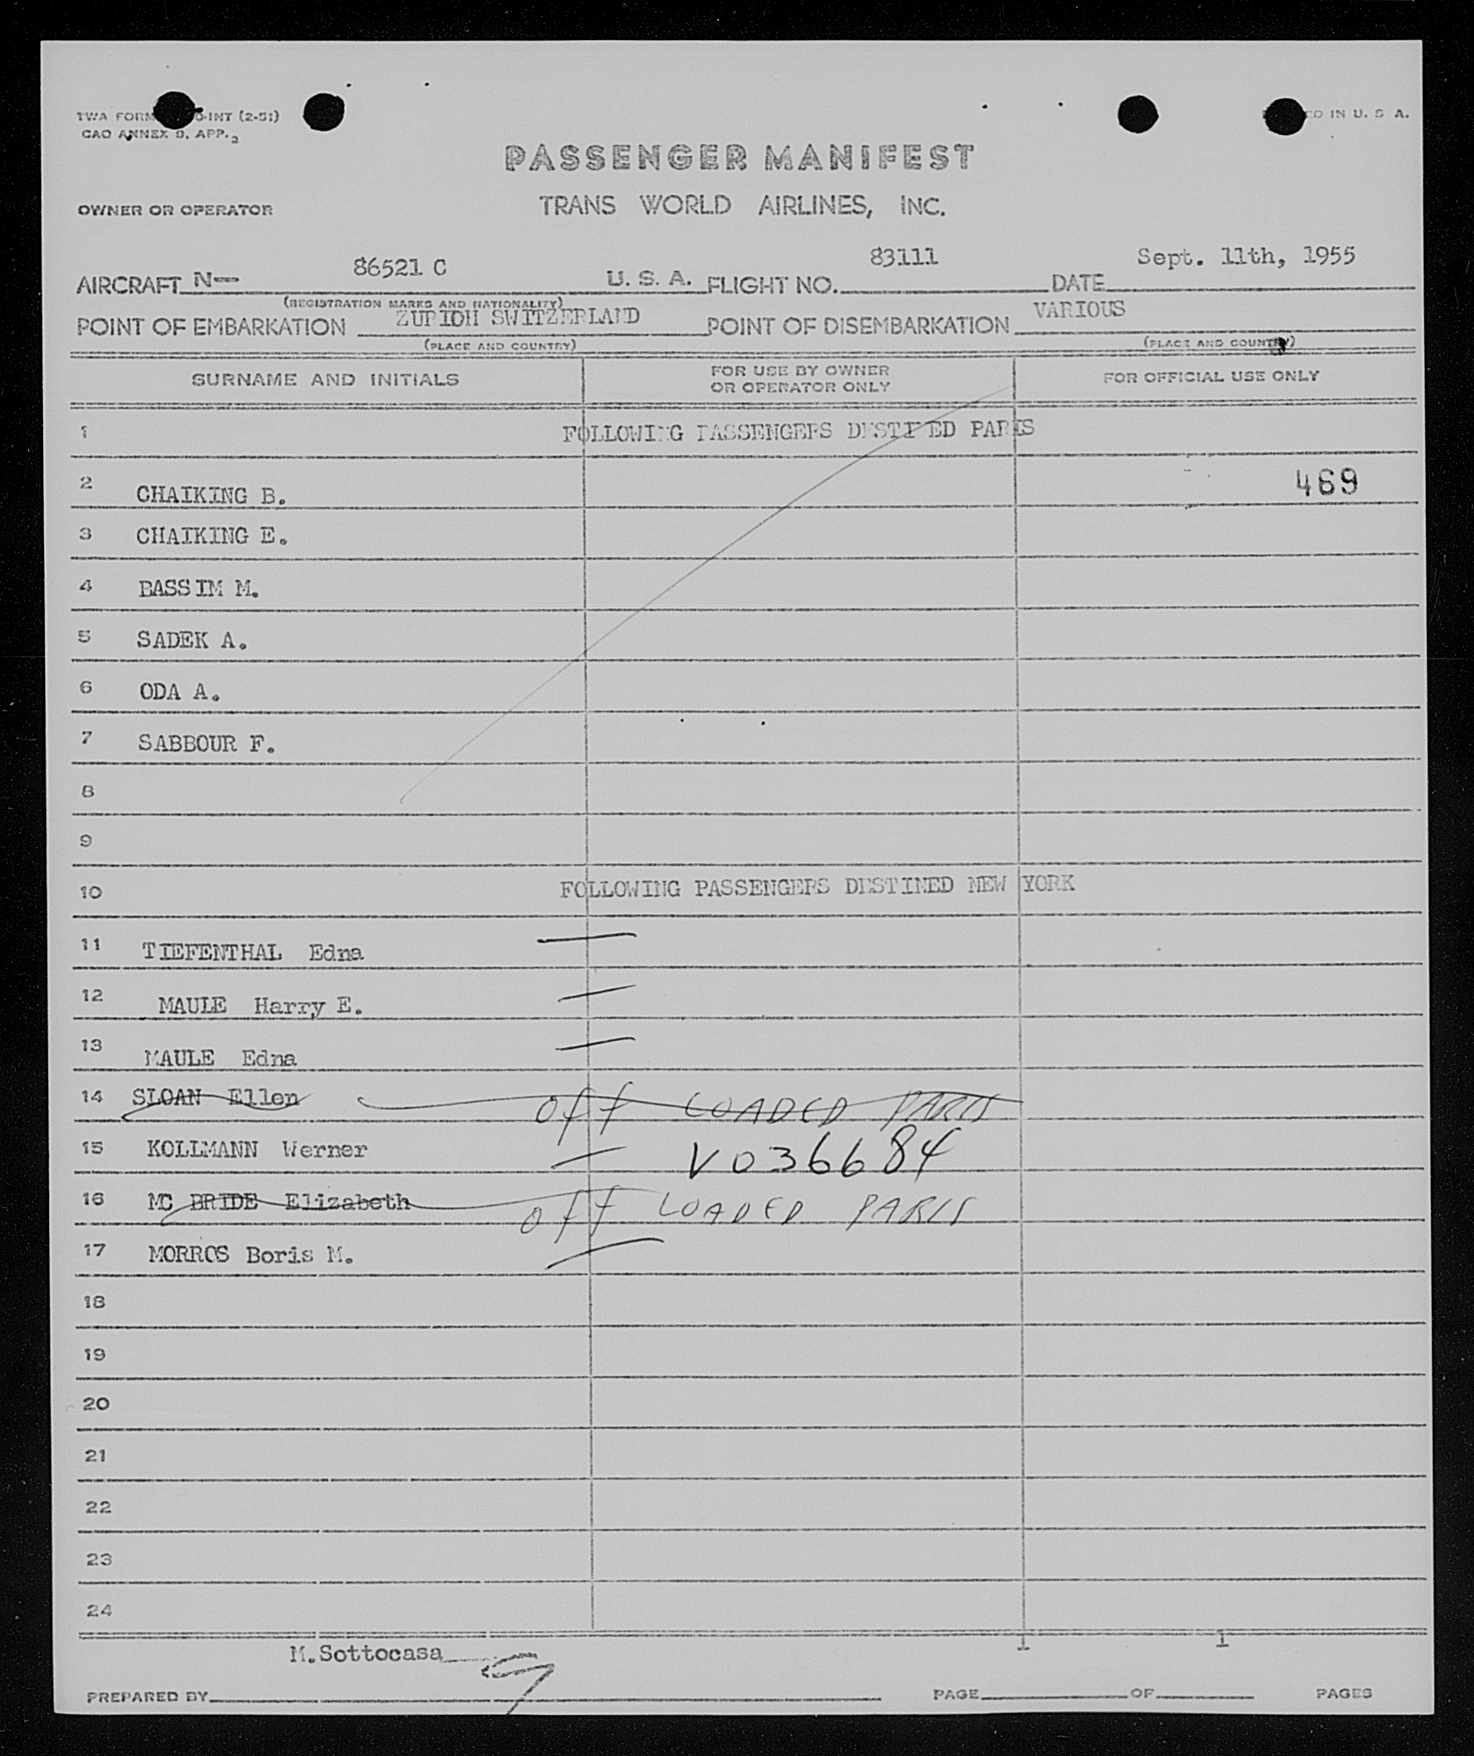 TWA FORM O-INT (2-51)
CAO ANNEX 9, APP. 2
D IN U. S. A.
PASSENGER MANIFEST
OWNER OR OPERATOR TRANS WORLD AIRLINES, INC.
AIRCRAFT N— 86521 C U. S. A. FLIGHT NO. 83111 DATE Sept. 11th, 1955
(REGISTRATION MARKS AND NATIONALITY)
POINT OF EMBARKATION ZURICH SWITZERLAND POINT OF DISEMBARKATION VARIOUS
(PLACE AND COUNTRY) (PLACE AND COUNTRY)
SURNAME AND INITIALS FOR USE BY OWNER OR OPERATOR ONLY FOR OFFICIAL USE ONLY
1 FOLLOWING PASSENGERS DESTINED PARIS
2 CHAIKING B. 469
3 CHAIKING E.
4 BASSIM M.
5 SADEK A.
6 ODA A.
7 SABBOUR F.
8
9
10 FOLLOWING PASSENGERS DESTINED NEW YORK
11 TIEFENTHAL Edna
12 MAULE Harry E.
13 MAULE Edna
14 SLOAN Ellen off LOADED PARIS
15 KOLLMANN Werner V036684
16 MC BRIDE Elizabeth off LOADED PARIS
17 MORROS Boris M.
18
19
20
21
22
23
24
PREPARED BY M.Sottocasa PAGE 1 OF 1 PAGES